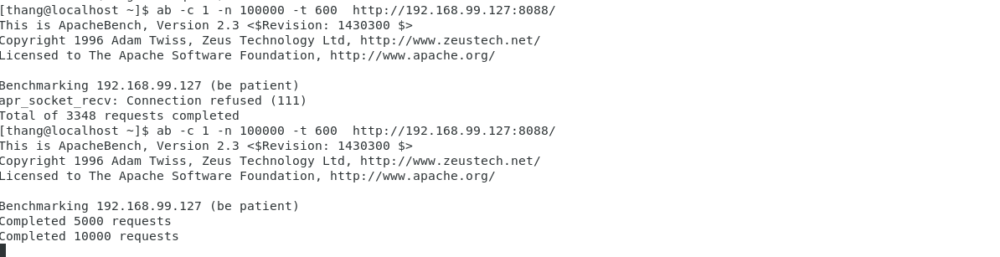 [thang@localhost ~]$ ab -c 1 -n 100000 -t 600  http://192.168.99.127:8088/
This is ApacheBench, Version 2.3 <$Revision: 1430300 $>
Copyright 1996 Adam Twiss, Zeus Technology Ltd, http://www.zeustech.net/
Licensed to The Apache Software Foundation, http://www.apache.org/

Benchmarking 192.168.99.127 (be patient)
apr_socket_recv: Connection refused (111)
Total of 3348 requests completed
[thang@localhost ~]$ ab -c 1 -n 100000 -t 600  http://192.168.99.127:8088/
This is ApacheBench, Version 2.3 <$Revision: 1430300 $>
Copyright 1996 Adam Twiss, Zeus Technology Ltd, http://www.zeustech.net/
Licensed to The Apache Software Foundation, http://www.apache.org/

Benchmarking 192.168.99.127 (be patient)
Completed 5000 requests
Completed 10000 requests